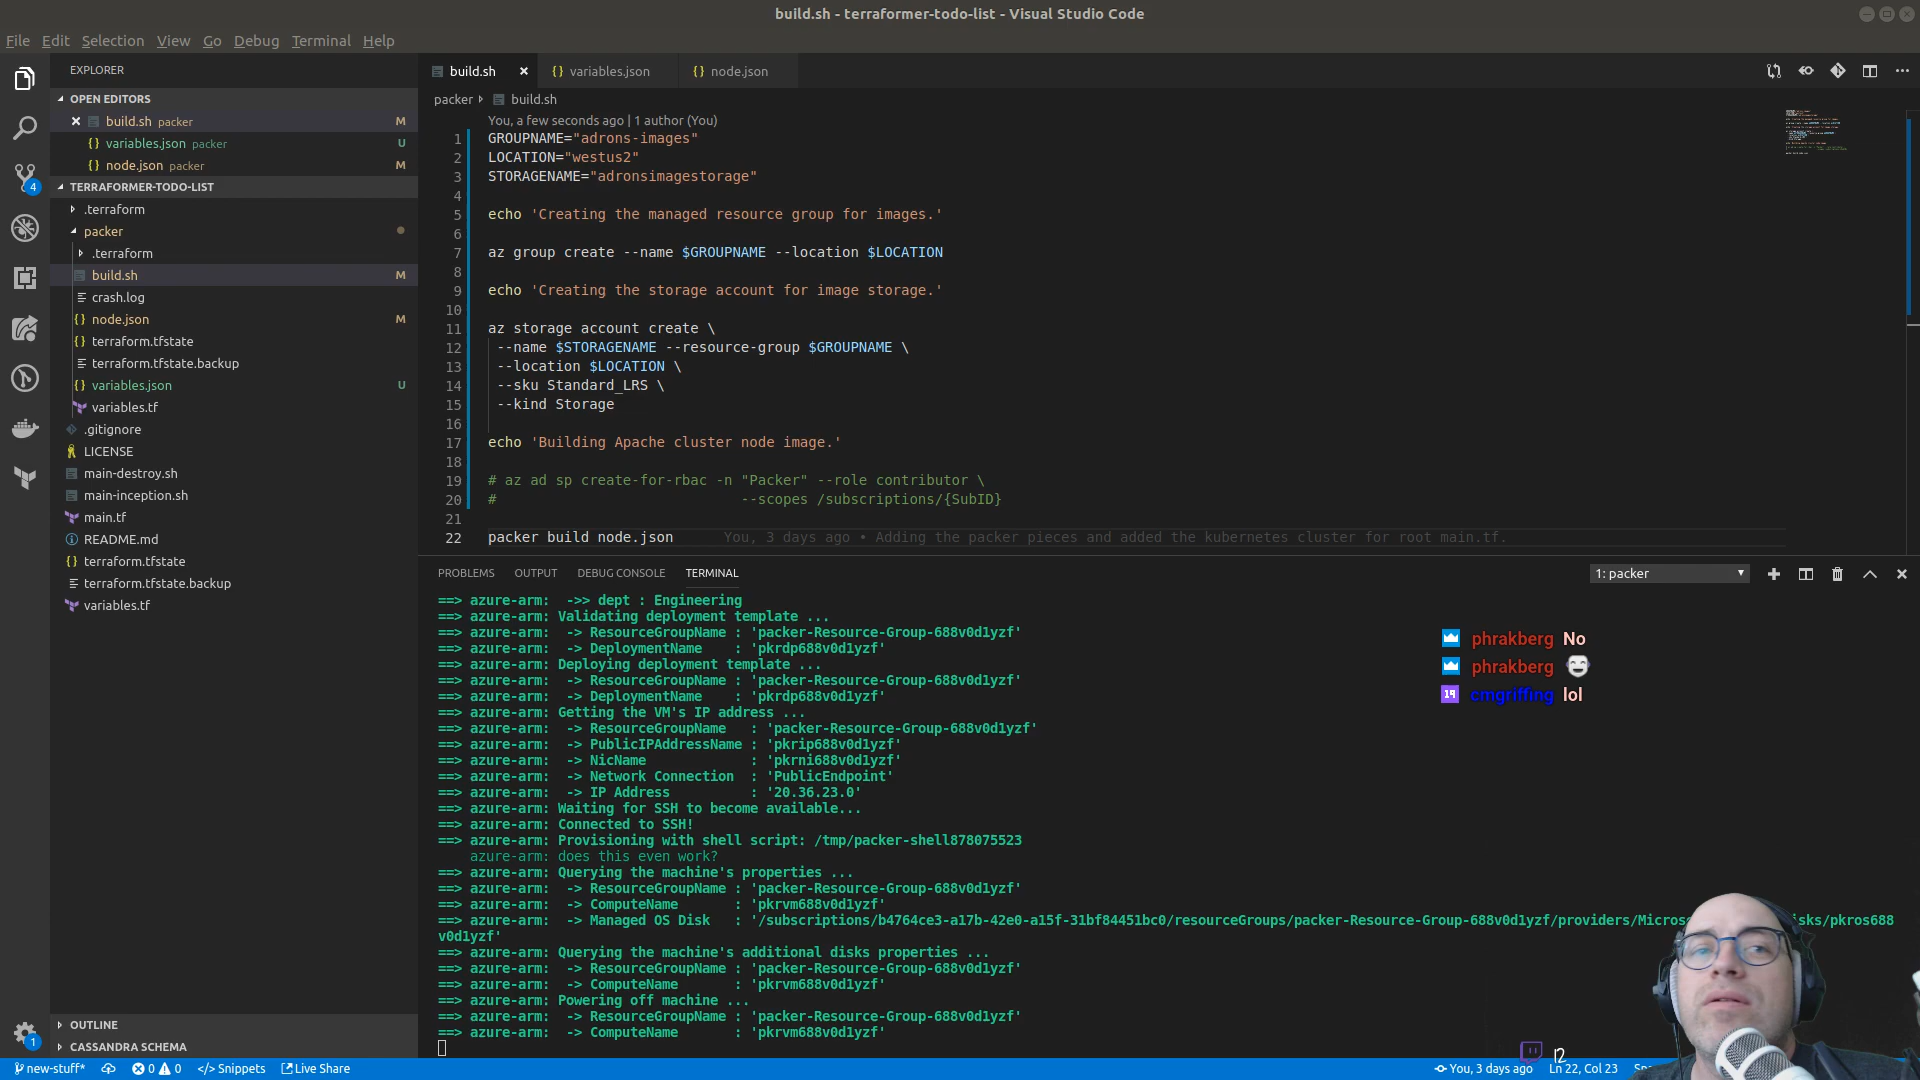 build.sh - terraformer-todo-list - Visual Studio Code
File Edit Selection View Go Debug Terminal Help
EXPLORER
OPEN EDITORS
build.sh packer M
variables.json packer U
node.json packer M
TERRAFORMER-TODO-LIST
.terraform
packer
.terraform
build.sh M
crash.log
node.json M
terraform.tfstate
terraform.tfstate.backup
variables.json U
variables.tf
.gitignore
LICENSE
main-destroy.sh
main-inception.sh
main.tf
README.md
terraform.tfstate
terraform.tfstate.backup
variables.tf
OUTLINE
CASSANDRA SCHEMA
4
1
build.sh variables.json node.json
packer build.sh
You, a few seconds ago | 1 author (You)
1 GROUPNAME="adrons-images"
2 LOCATION="westus2"
3 STORAGENAME="adronsimagestorage"
4
5 echo 'Creating the managed resource group for images.'
6
7 az group create --name $GROUPNAME --location $LOCATION
8
9 echo 'Creating the storage account for image storage.'
10
11 az storage account create \
12 --name $STORAGENAME --resource-group $GROUPNAME \
13 --location $LOCATION \
14 --sku Standard_LRS \
15 --kind Storage
16
17 echo 'Building Apache cluster node image.'
18
19 # az ad sp create-for-rbac -n "Packer" --role contributor \
20 # --scopes /subscriptions/{SubID}
21
22 packer build node.json You, 3 days ago • Adding the packer pieces and added the kubernetes cluster for root main.tf.
PROBLEMS OUTPUT DEBUG CONSOLE TERMINAL 1: packer
==> azure-arm: ->> dept : Engineering
==> azure-arm: Validating deployment template ...
==> azure-arm: -> ResourceGroupName : 'packer-Resource-Group-688v0d1yzf'
==> azure-arm: -> DeploymentName : 'pkrdp688v0d1yzf'
==> azure-arm: Deploying deployment template ...
==> azure-arm: -> ResourceGroupName : 'packer-Resource-Group-688v0d1yzf'
==> azure-arm: -> DeploymentName : 'pkrdp688v0d1yzf'
==> azure-arm: Getting the VM's IP address ...
==> azure-arm: -> ResourceGroupName : 'packer-Resource-Group-688v0d1yzf'
==> azure-arm: -> PublicIPAddressName : 'pkrip688v0d1yzf'
==> azure-arm: -> NicName : 'pkrni688v0d1yzf'
==> azure-arm: -> Network Connection : 'PublicEndpoint'
==> azure-arm: -> IP Address : '20.36.23.0'
==> azure-arm: Waiting for SSH to become available...
==> azure-arm: Connected to SSH!
==> azure-arm: Provisioning with shell script: /tmp/packer-shell878075523
azure-arm: does this even work?
==> azure-arm: Querying the machine's properties ...
==> azure-arm: -> ResourceGroupName : 'packer-Resource-Group-688v0d1yzf'
==> azure-arm: -> ComputeName : 'pkrvm688v0d1yzf'
==> azure-arm: -> Managed OS Disk : '/subscriptions/b4764ce3-a17b-42e0-a15f-31bf84451bc0/resourceGroups/packer-Resource-Group-688v0d1yzf/providers/Micros isks/pkros688
v0d1yzf'
==> azure-arm: Querying the machine's additional disks properties ...
==> azure-arm: -> ResourceGroupName : 'packer-Resource-Group-688v0d1yzf'
==> azure-arm: -> ComputeName : 'pkrvm688v0d1yzf'
==> azure-arm: Powering off machine ...
==> azure-arm: -> ResourceGroupName : 'packer-Resource-Group-688v0d1yzf'
==> azure-arm: -> ComputeName : 'pkrvm688v0d1yzf'
phrakberg No
phrakberg
19 cmgriffing lol
12
new-stuff* 0 0 Snippets Live Share You, 3 days ago Ln 22, Col 23